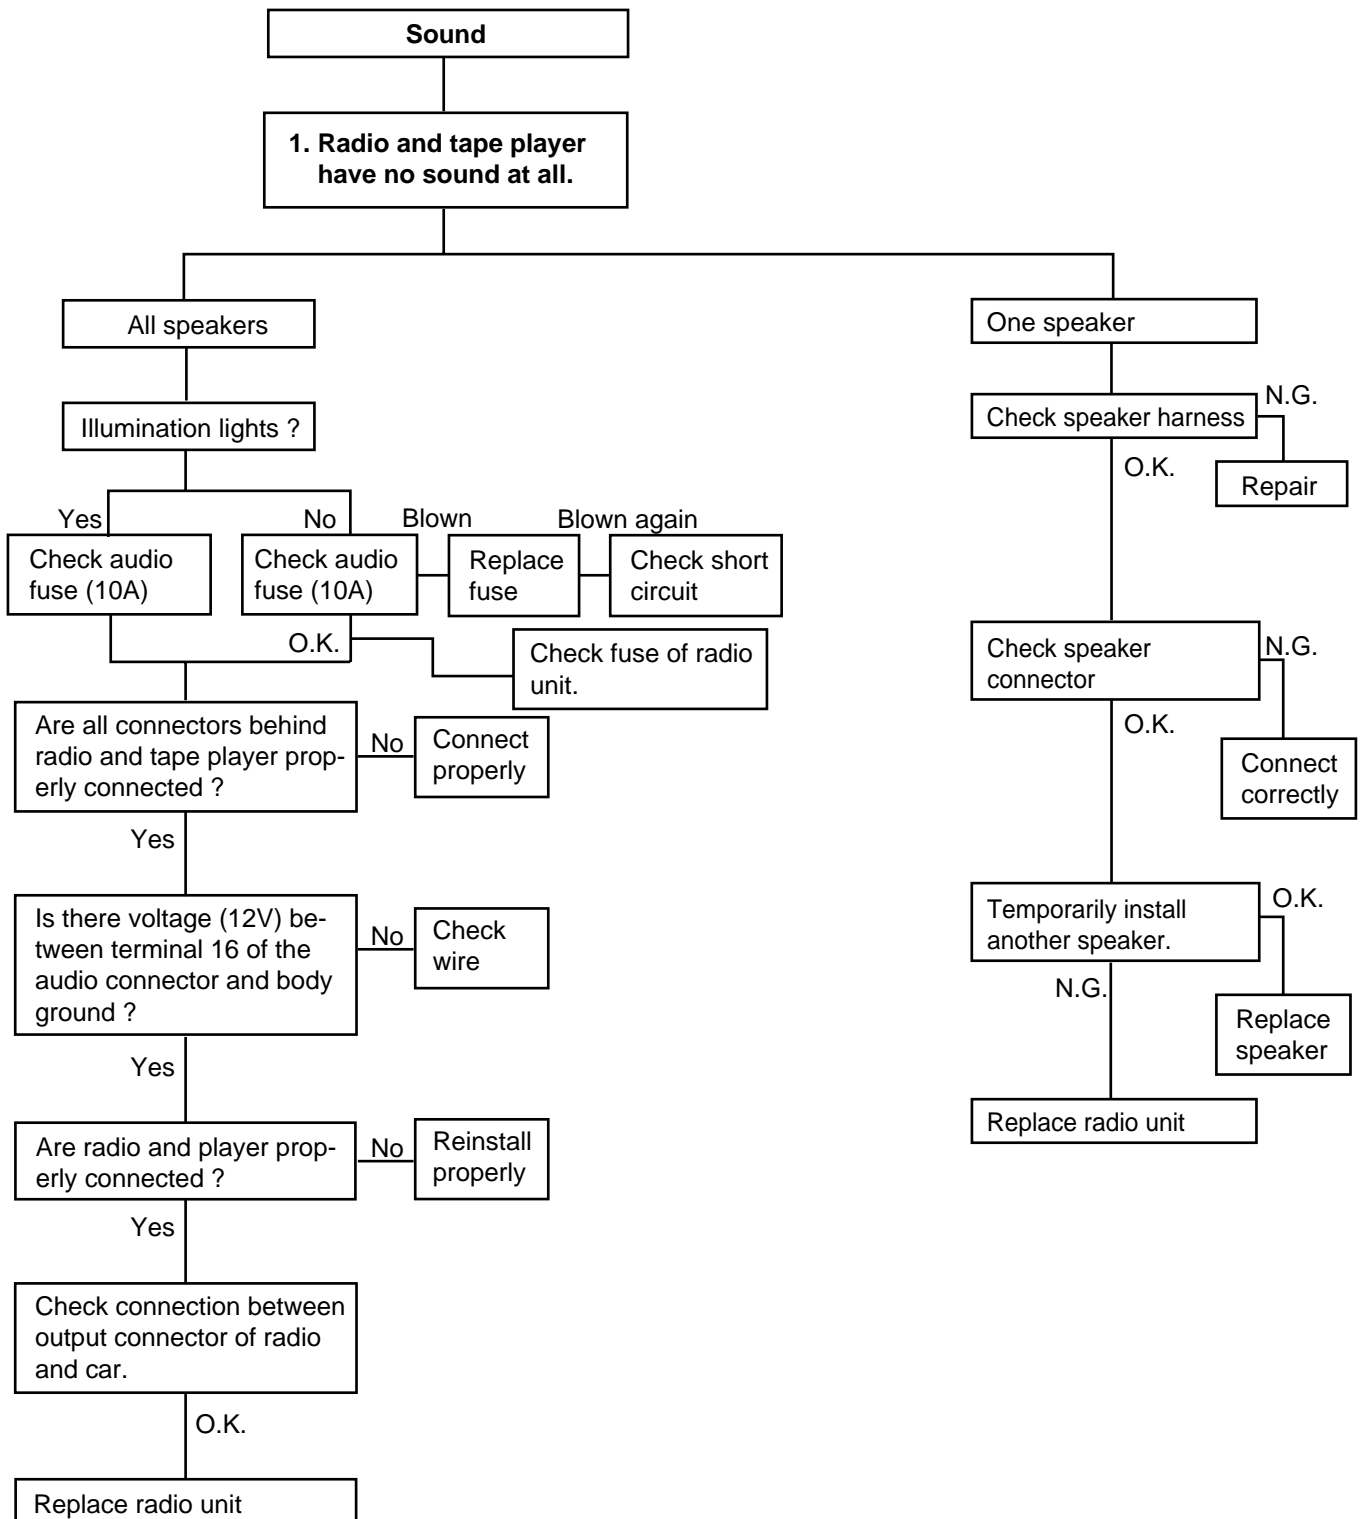 Sound
1. Radio and tape player
have no sound at all.
All speakers
Illumination lights ?
Yes
No
Blown
Blown again
Check audio
fuse (10A)
Check audio
fuse (10A)
Replace
fuse
Check short
circuit
O.K.
Check fuse of radio
unit.
Are all connectors behind
radio and tape player prop-
erly connected ?
No
Connect
properly
Yes
Is there voltage (12V) be-
tween terminal 16 of the
audio connector and body
ground ?
No
Check
wire
Yes
Are radio and player prop-
erly connected ?
No
Reinstall
properly
Yes
Check connection between
output connector of radio
and car.
O.K.
Replace radio unit
One speaker
Check speaker harness
N.G.
Repair
O.K.
Check speaker
connector
N.G.
Connect
correctly
O.K.
Temporarily install
another speaker.
O.K.
Replace
speaker
N.G.
Replace radio unit